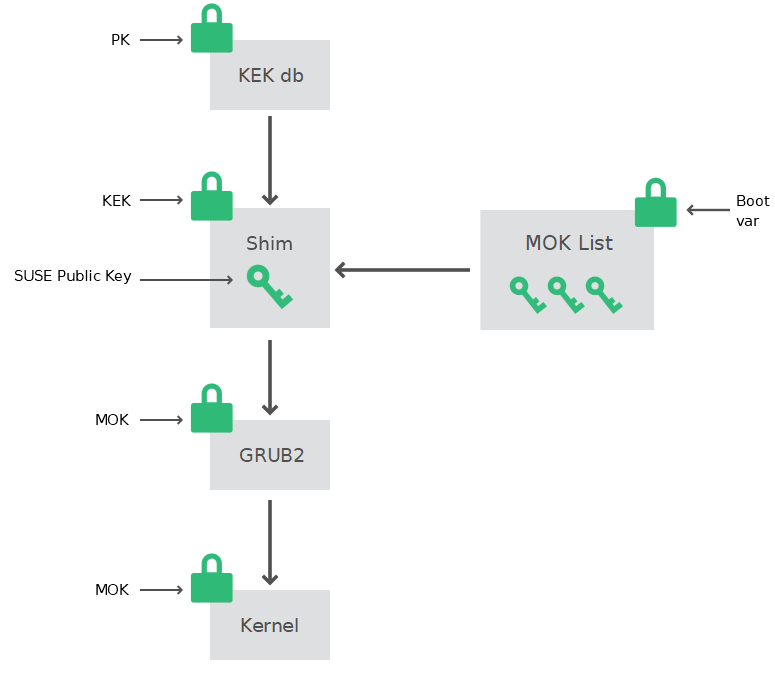 PK
KEK db
KEK
Shim
SUSE Public Key
MOK List
Boot
var
MOK
GRUB2
MOK
Kernel